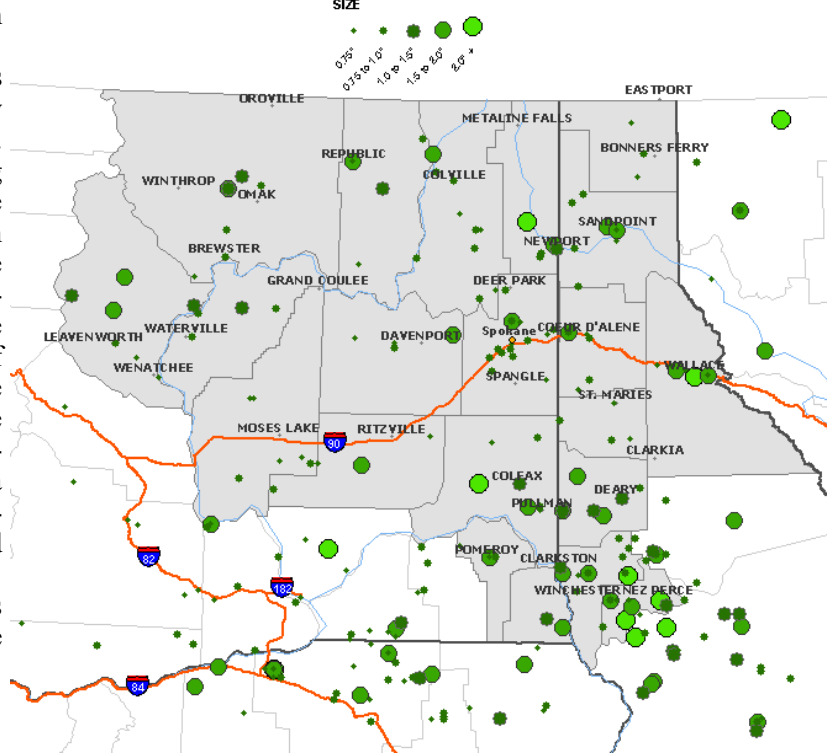 SIZE
0.75"
0.75 to 1.0"
1.0 to 1.5"
1.5 to 2.0"
2.0" +
EASTPORT
OROVILLE
METALINE FALLS
BONNERS FERRY
REPUBLIC
COLVILLE
WINTHROP
OMAK
SANDPOINT
NEWPORT
BREWSTER
GRAND COULEE
DEER PARK
WATERVILLE
LEAVENWORTH
DAVENPORT
Spokane
COEUR D'ALENE
WENATCHEE
WALLACE
SPANGLE
ST. MARIES
MOSES LAKE
RITZVILLE
90
CLARKIA
COLFAX
DEARY
PULLMAN
POMEROY
CLARKSTON
82
182
WINCHESTER
NEZ PERCE
84